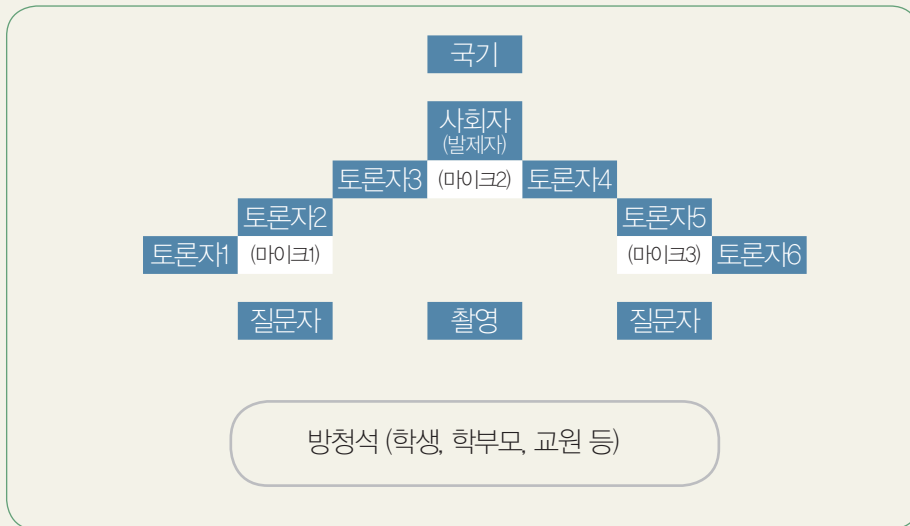 국기
사회자
(발제자)
토론자3 (마이크2) 토론자4
토론자2 토론자5
토론자1 (마이크1) (마이크3) 토론자6
질문자 촬영 질문자
방청석 (학생, 학부모, 교원 등)